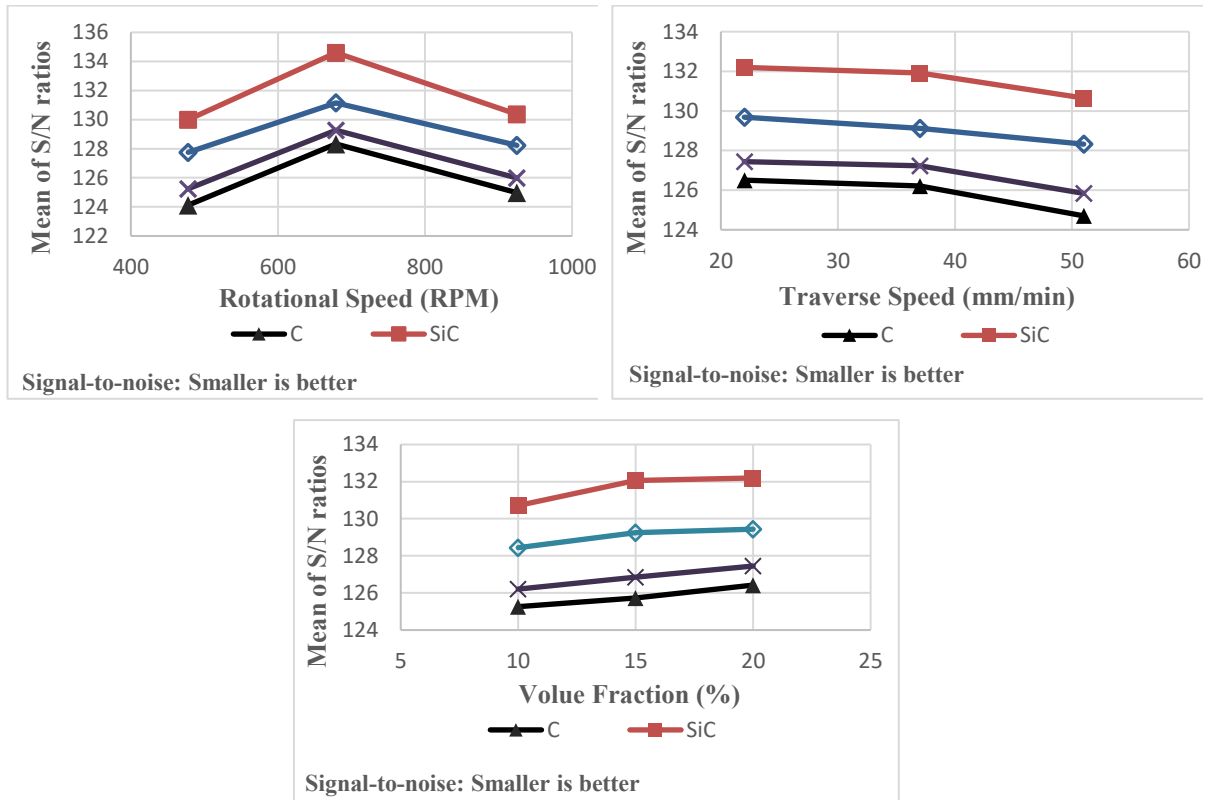 Mean of S/N ratios
136
134
132
130
128
126
124
122
400 600 800 1000
Rotational Speed (RPM)
C SiC
Signal-to-noise: Smaller is better
Mean of S/N ratios
134
132
130
128
126
124
20 30 40 50 60
Traverse Speed (mm/min)
C SiC
Signal-to-noise: Smaller is better
Mean of S/N ratios
134
132
130
128
126
124
5 10 15 20 25
Volue Fraction (%)
C SiC
Signal-to-noise: Smaller is better